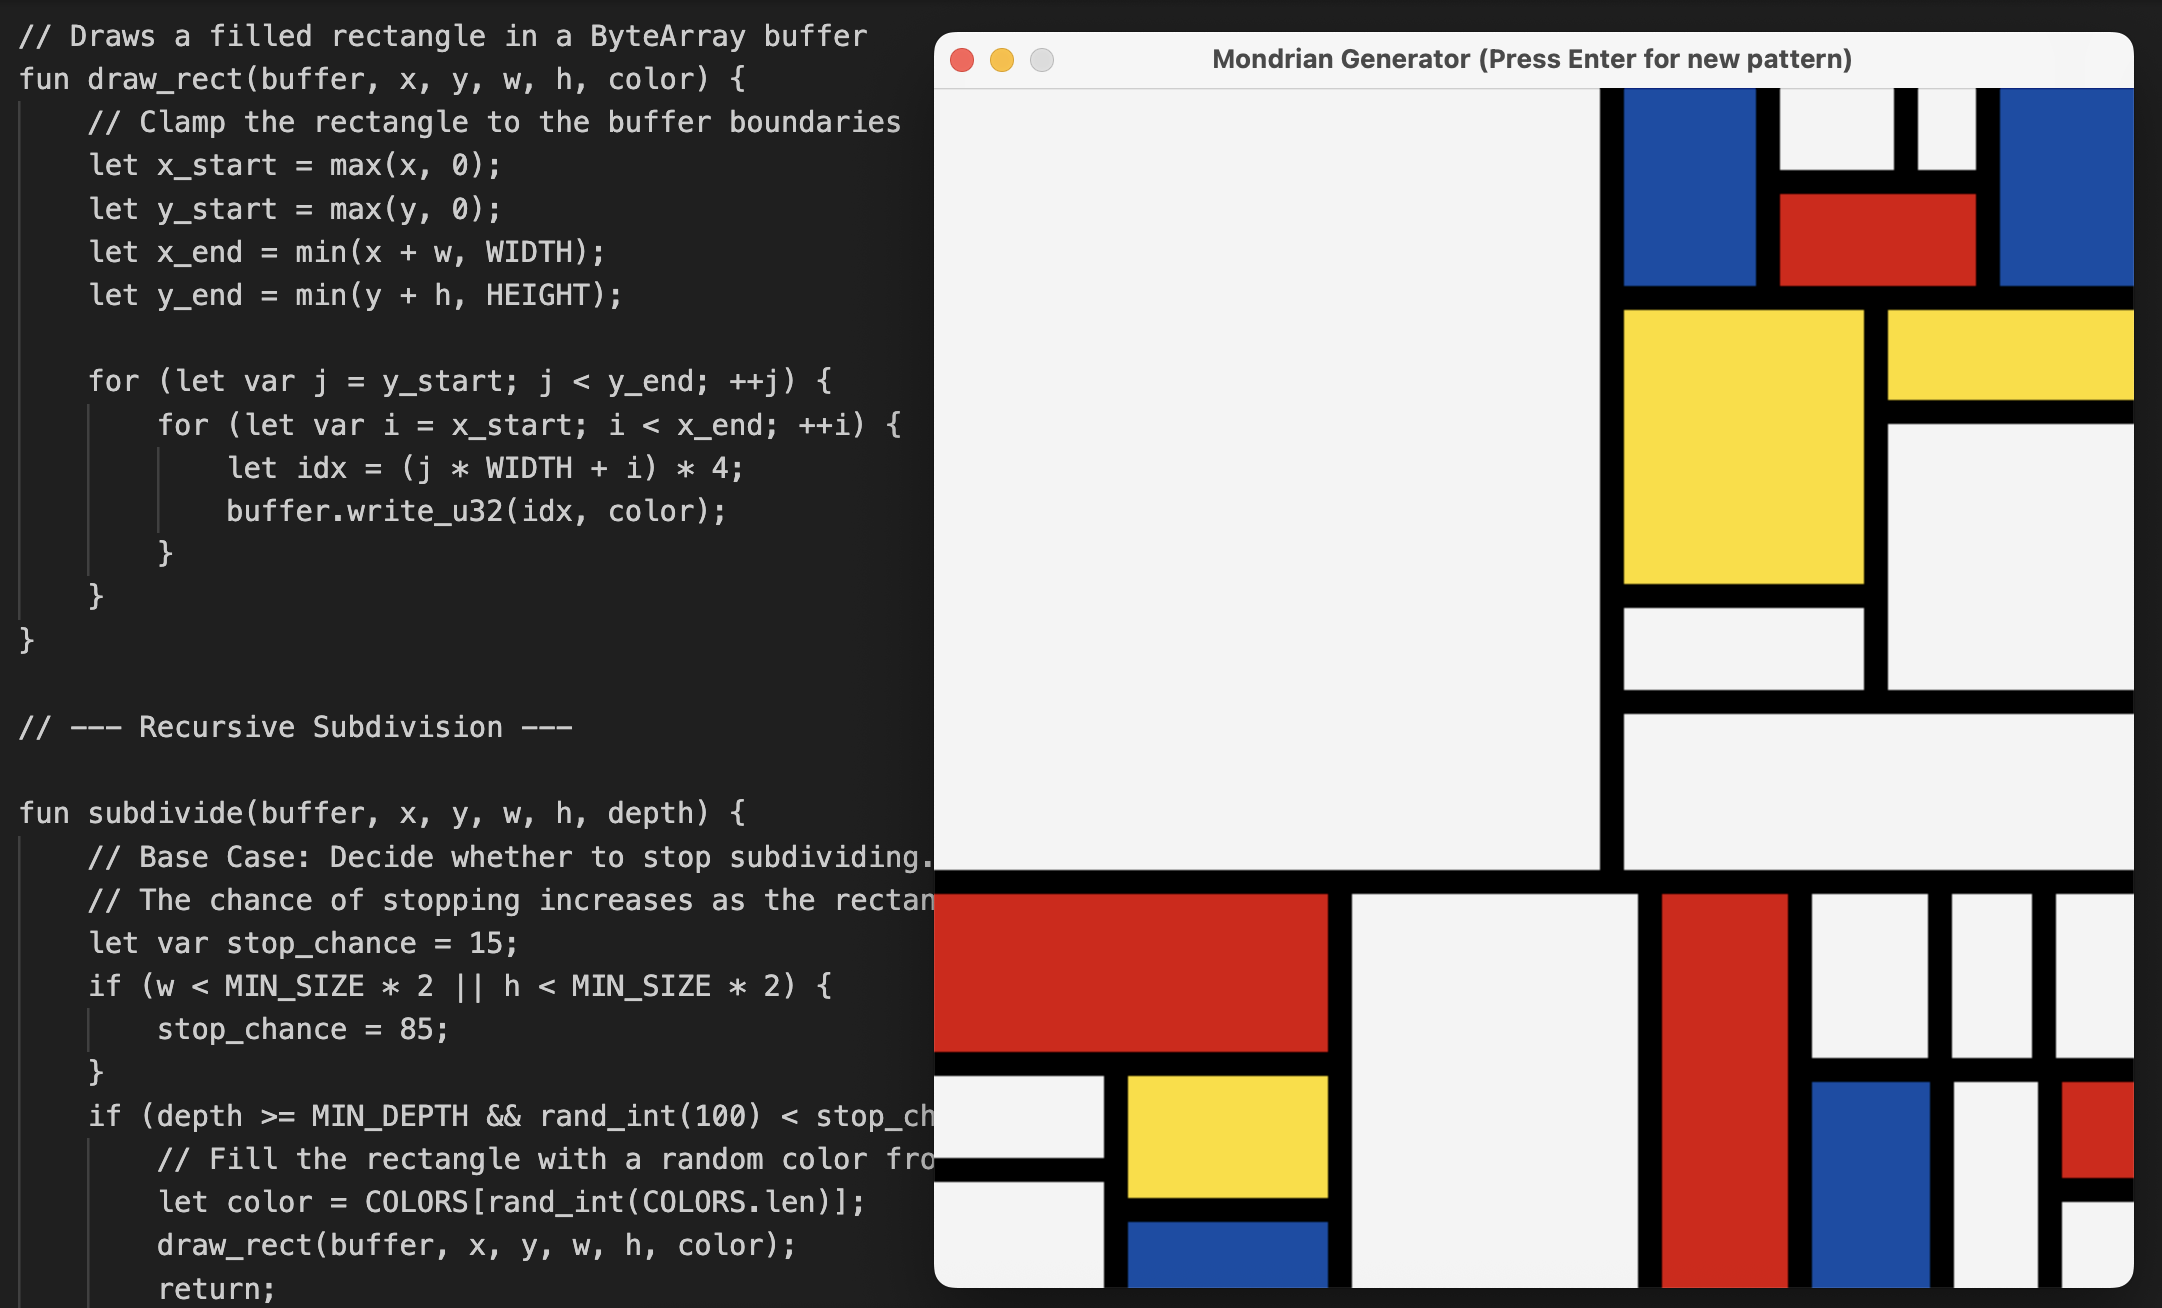 // Draws a filled rectangle in a ByteArray buffer
fun draw_rect(buffer, x, y, w, h, color) {
    // Clamp the rectangle to the buffer boundaries
    let x_start = max(x, 0);
    let y_start = max(y, 0);
    let x_end = min(x + w, WIDTH);
    let y_end = min(y + h, HEIGHT);

    for (let var j = y_start; j < y_end; ++j) {
        for (let var i = x_start; i < x_end; ++i) {
            let idx = (j * WIDTH + i) * 4;
            buffer.write_u32(idx, color);
        }
    }
}

// --- Recursive Subdivision ---

fun subdivide(buffer, x, y, w, h, depth) {
    // Base Case: Decide whether to stop subdividing.
    // The chance of stopping increases as the rectan
    let var stop_chance = 15;
    if (w < MIN_SIZE * 2 || h < MIN_SIZE * 2) {
        stop_chance = 85;
    }
    if (depth >= MIN_DEPTH && rand_int(100) < stop_ch
        // Fill the rectangle with a random color fro
        let color = COLORS[rand_int(COLORS.len)];
        draw_rect(buffer, x, y, w, h, color);
        return;
Mondrian Generator (Press Enter for new pattern)